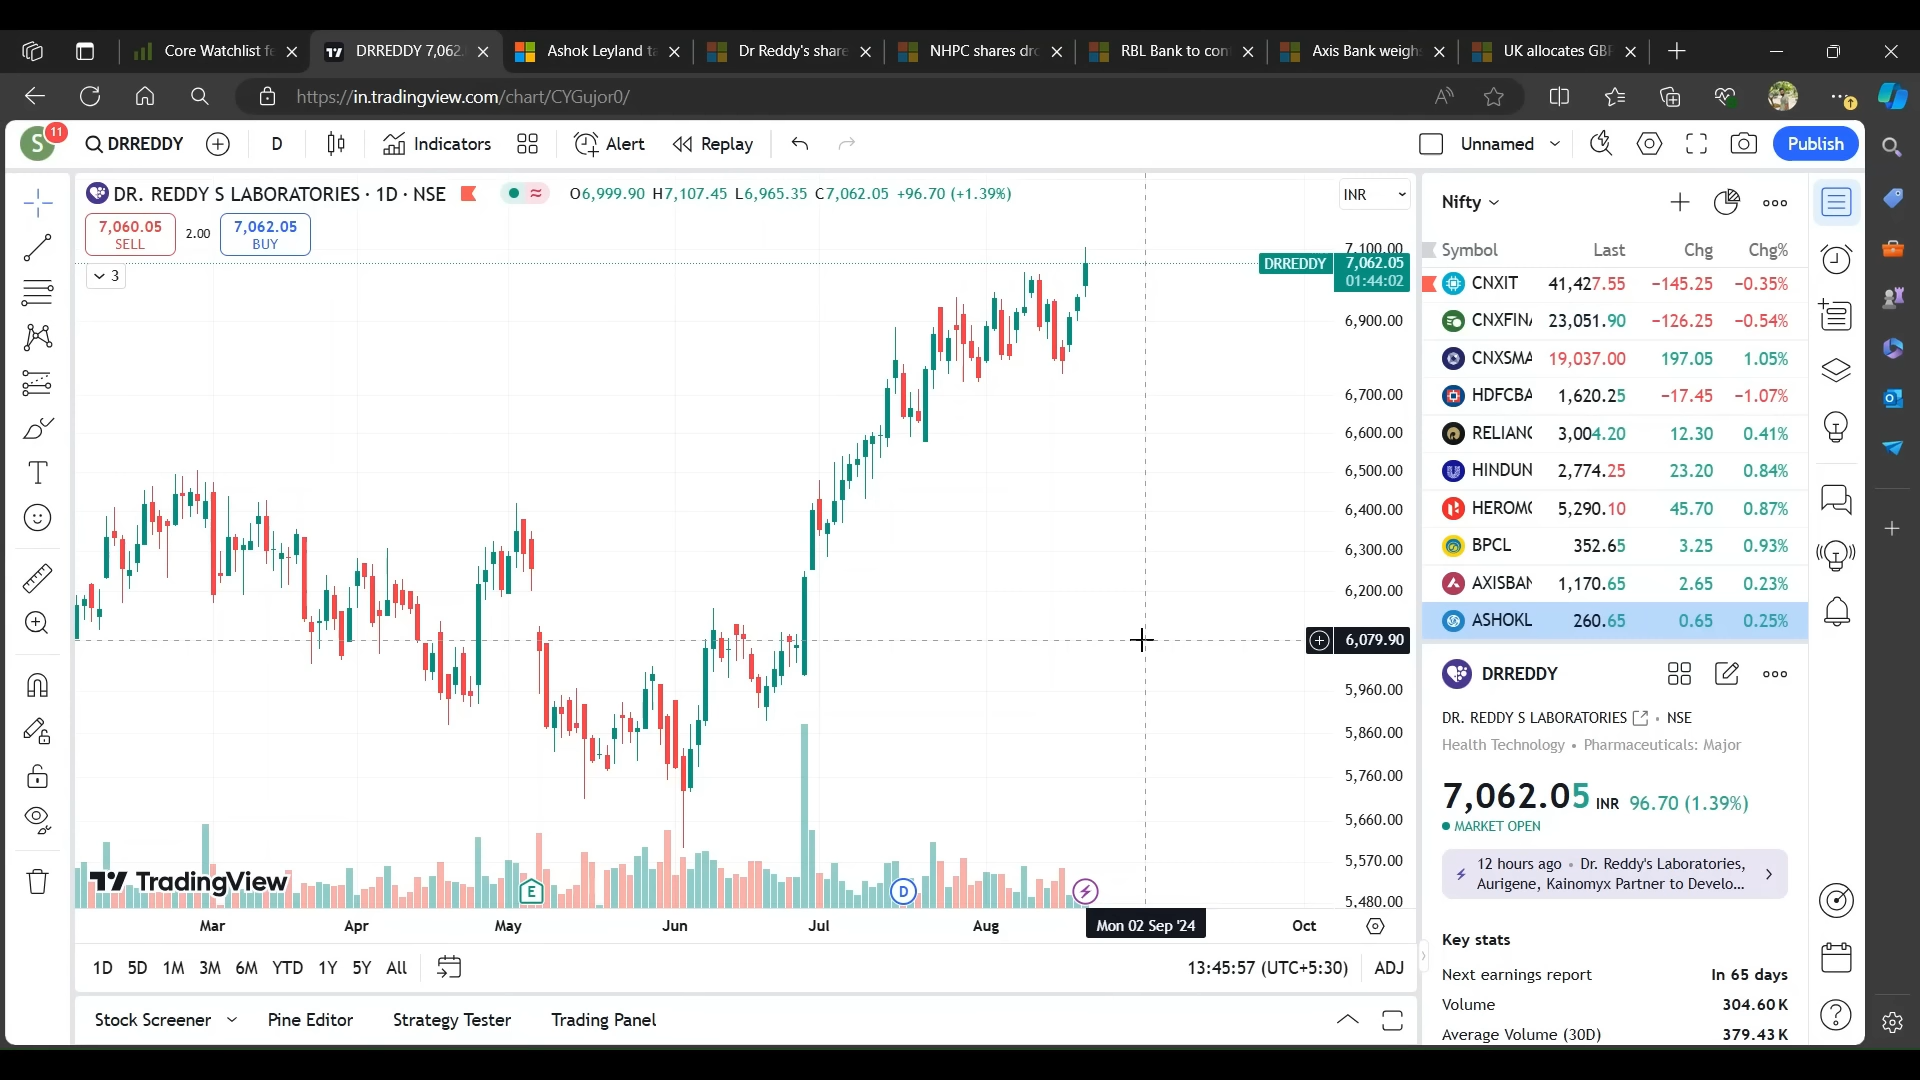 Core Watchlist fe
DRREDDY 7,062.
Ashok Leyland ta
Dr Reddy's share
NHPC shares dro
RBL Bank to con
Axis Bank weighs
UK allocates GBP
https://in.tradingview.com/chart/CYGujor0/
S 11 DRREDDY D Indicators Alert Replay Unnamed Publish
DR. REDDY S LABORATORIES · 1D · NSE O6,999.90 H7,107.45 L6,965.35 C7,062.05 +96.70 (+1.39%) INR
7,060.05 SELL 2.00 7,062.05 BUY
3
7,100.00
DRREDDY 7,062.05
01:44:02
6,900.00
6,700.00
6,600.00
6,500.00
6,400.00
6,300.00
6,200.00
6,079.90
5,960.00
5,860.00
5,760.00
5,660.00
5,570.00
5,480.00
TradingView
E D
Mar Apr May Jun Jul Aug Mon 02 Sep '24 Oct
1D 5D 1M 3M 6M YTD 1Y 5Y All 13:45:57 (UTC+5:30) ADJ
Stock Screener Pine Editor Strategy Tester Trading Panel
Nifty
Symbol Last Chg Chg%
CNXIT 41,427.55 −145.25 −0.35%
CNXFIN 23,051.90 −126.25 −0.54%
CNXSMA 19,037.00 197.05 1.05%
HDFCBA 1,620.25 −17.45 −1.07%
RELIANC 3,004.20 12.30 0.41%
HINDUN 2,774.25 23.20 0.84%
HEROMO 5,290.10 45.70 0.87%
BPCL 352.65 3.25 0.93%
AXISBAN 1,170.65 2.65 0.23%
ASHOKL 260.65 0.65 0.25%
DRREDDY
DR. REDDY S LABORATORIES · NSE
Health Technology • Pharmaceuticals: Major
7,062.05 INR 96.70 (1.39%)
MARKET OPEN
12 hours ago • Dr. Reddy's Laboratories,
Aurigene, Kainomyx Partner to Develo...
Key stats
Next earnings report In 65 days
Volume 304.60 K
Average Volume (30D) 379.43 K